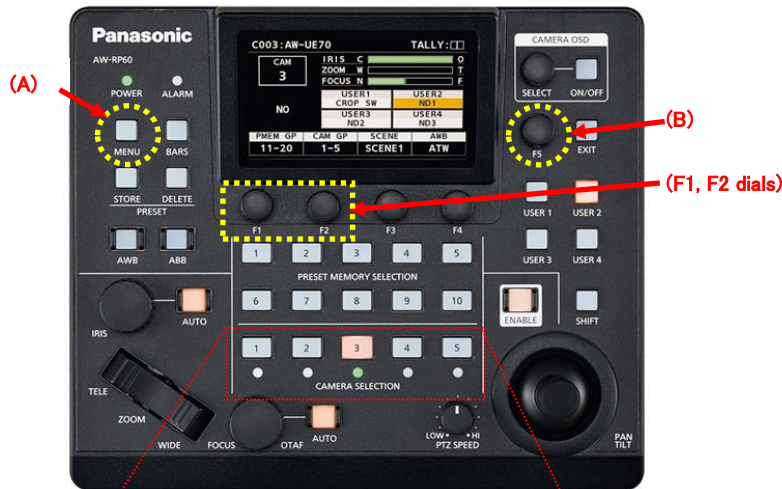 Panasonic
AW-RP60
POWER
ALARM
(A)
MENU
BARS
STORE
DELETE
PRESET
AWB
ABB
C003:AW-UE70 TALLY:□□
CAM
3
IRIS C O
ZOOM W T
FOCUS N F
NO
USER1
CROP SW
USER2
ND1
USER3
ND2
USER4
ND3
PMEM GP CAM GP SCENE AWB
11-20 1-5 SCENE1 ATW
CAMERA OSD
SELECT
ON/OFF
(B)
F5
EXIT
(F1, F2 dials)
F1 F2 F3 F4
USER 1
USER 2
USER 3
USER 4
1 2 3 4 5
PRESET MEMORY SELECTION
6 7 8 9 10
ENABLE
SHIFT
IRIS
AUTO
1 2 3 4 5
CAMERA SELECTION
TELE
ZOOM
WIDE
FOCUS
OTAF
AUTO
LOW HI
PTZ SPEED
PAN
TILT